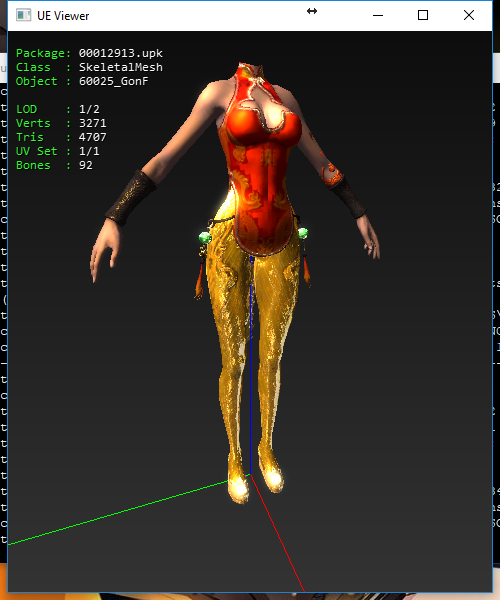 UE Viewer
Package: 00012913.upk
Class : SkeletalMesh
Object : 60025_GonF
LOD : 1/2
Verts : 3271
Tris : 4707
UV Set : 1/1
Bones : 92